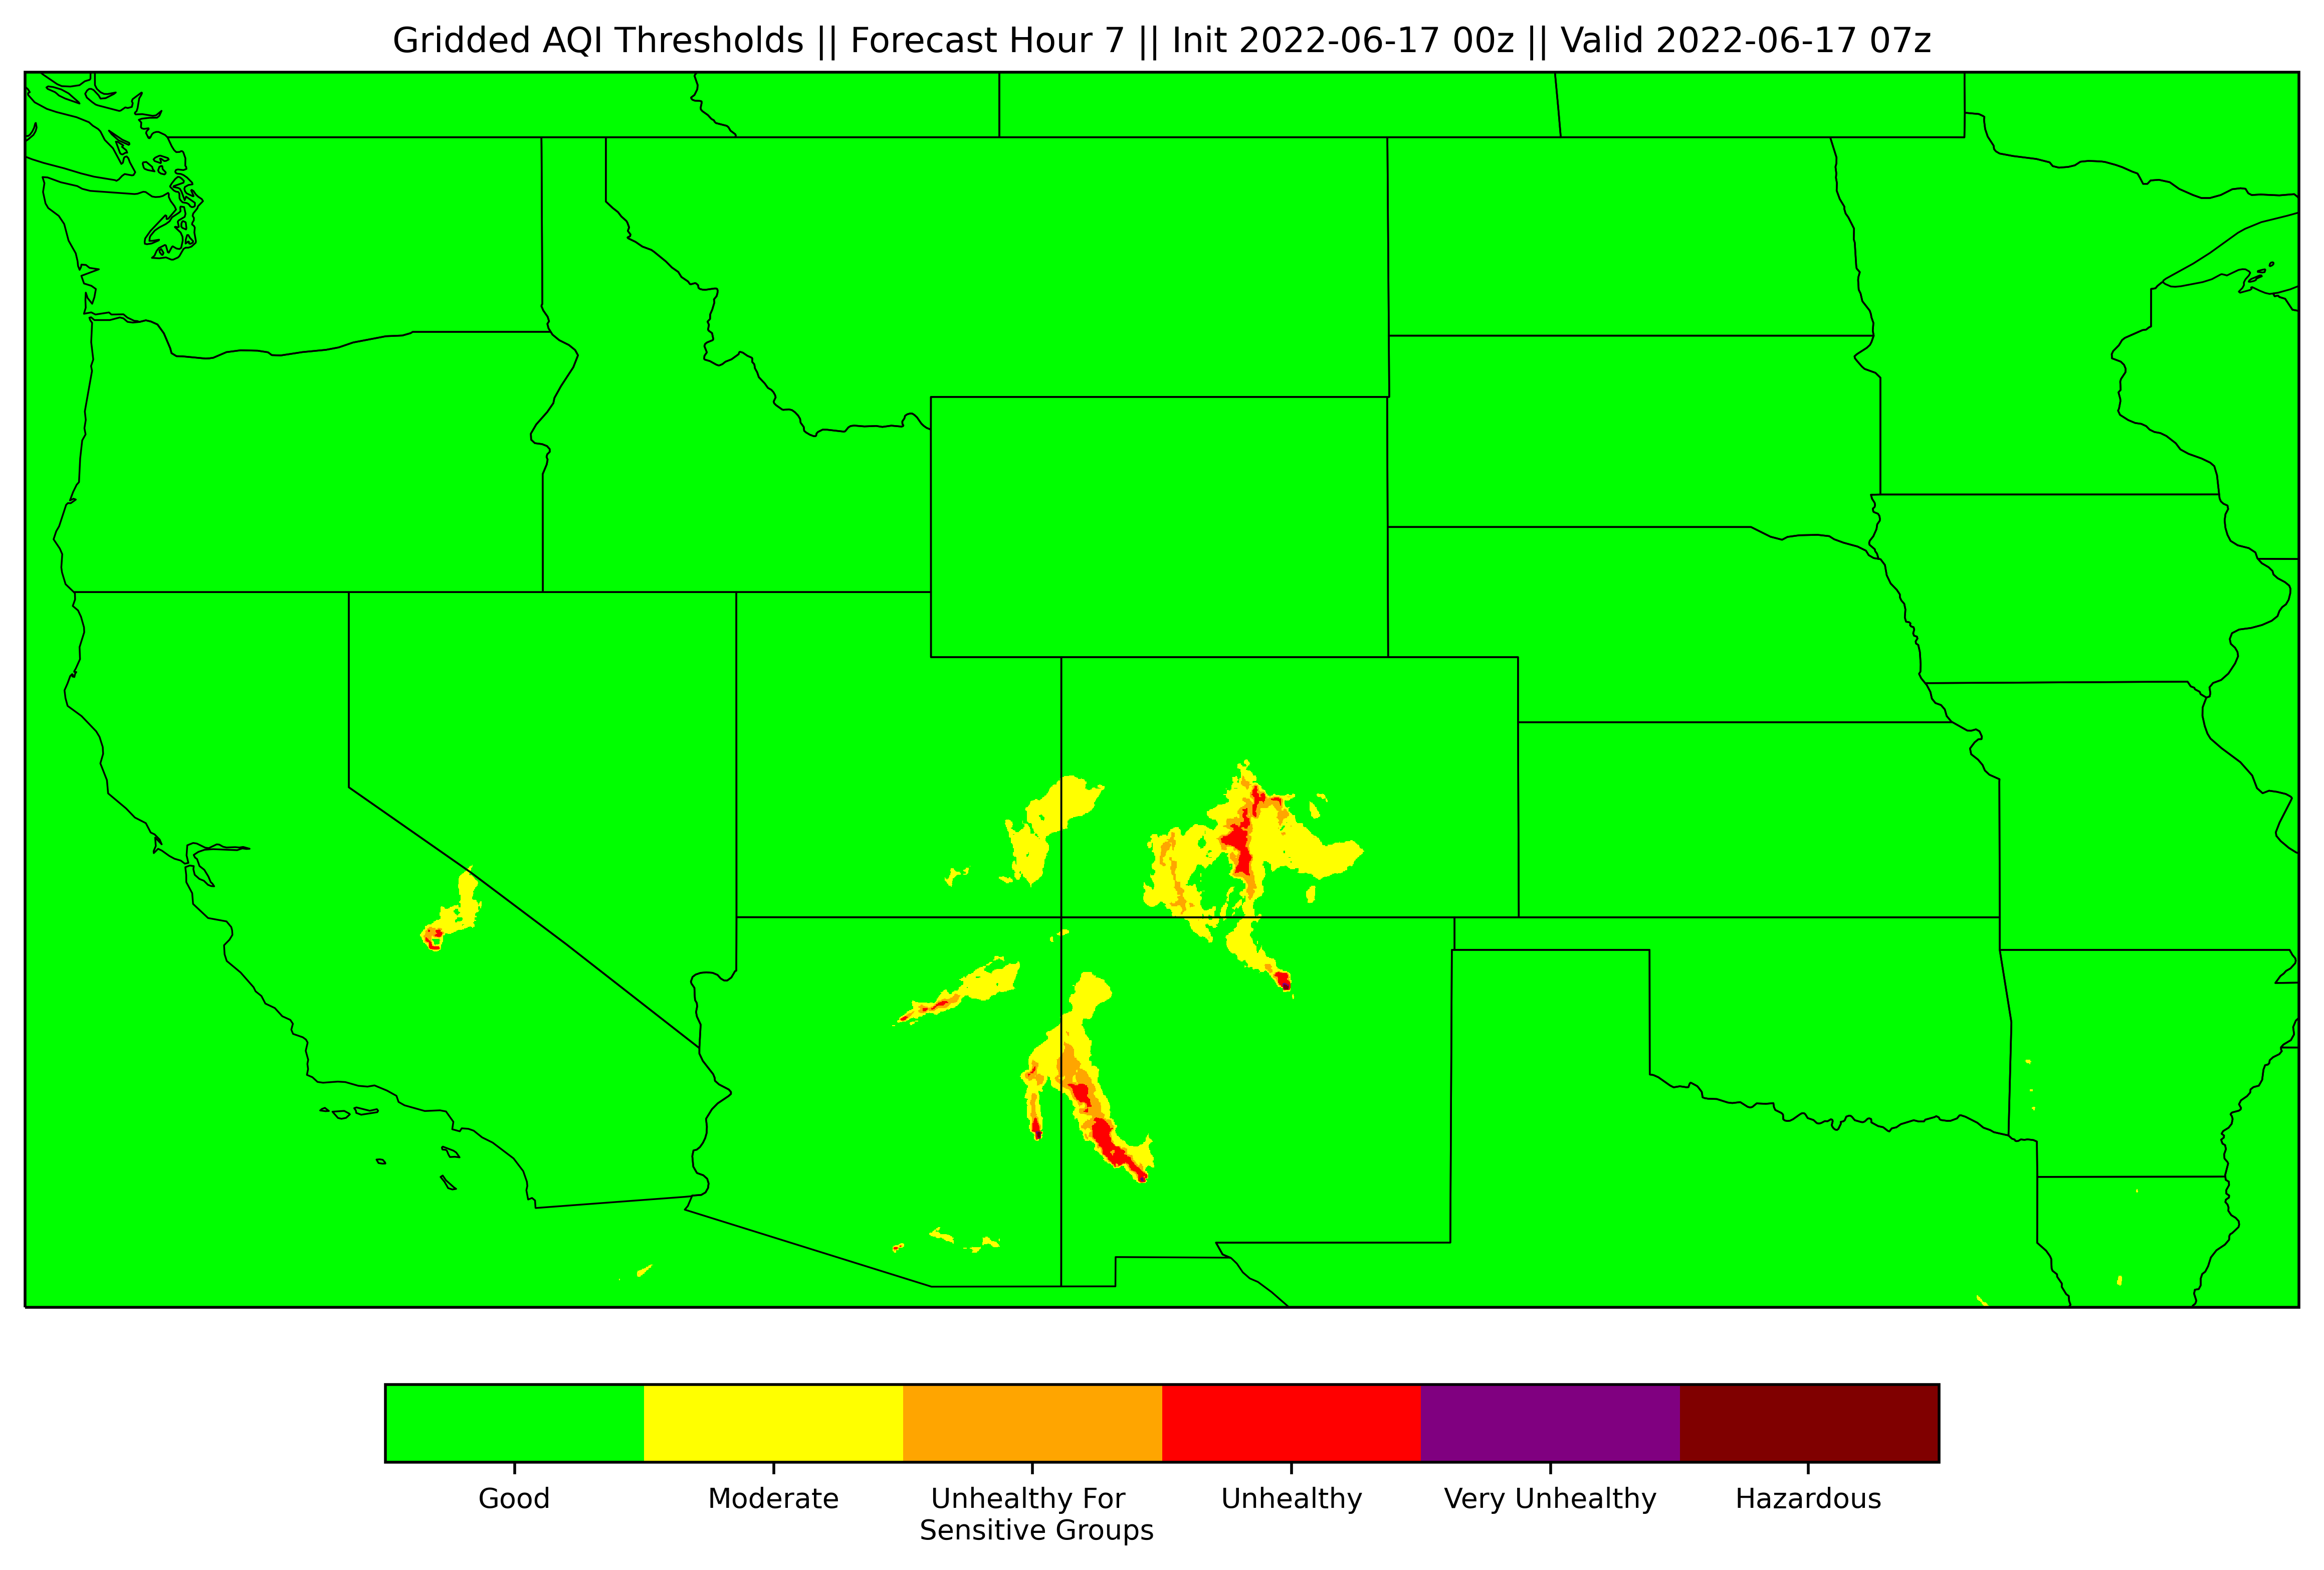 Gridded AQI Thresholds || Forecast Hour 7 || Init 2022-06-17 00z || Valid 2022-06-17 07z
Good
Moderate
Unhealthy For
Sensitive Groups
Unhealthy
Very Unhealthy
Hazardous